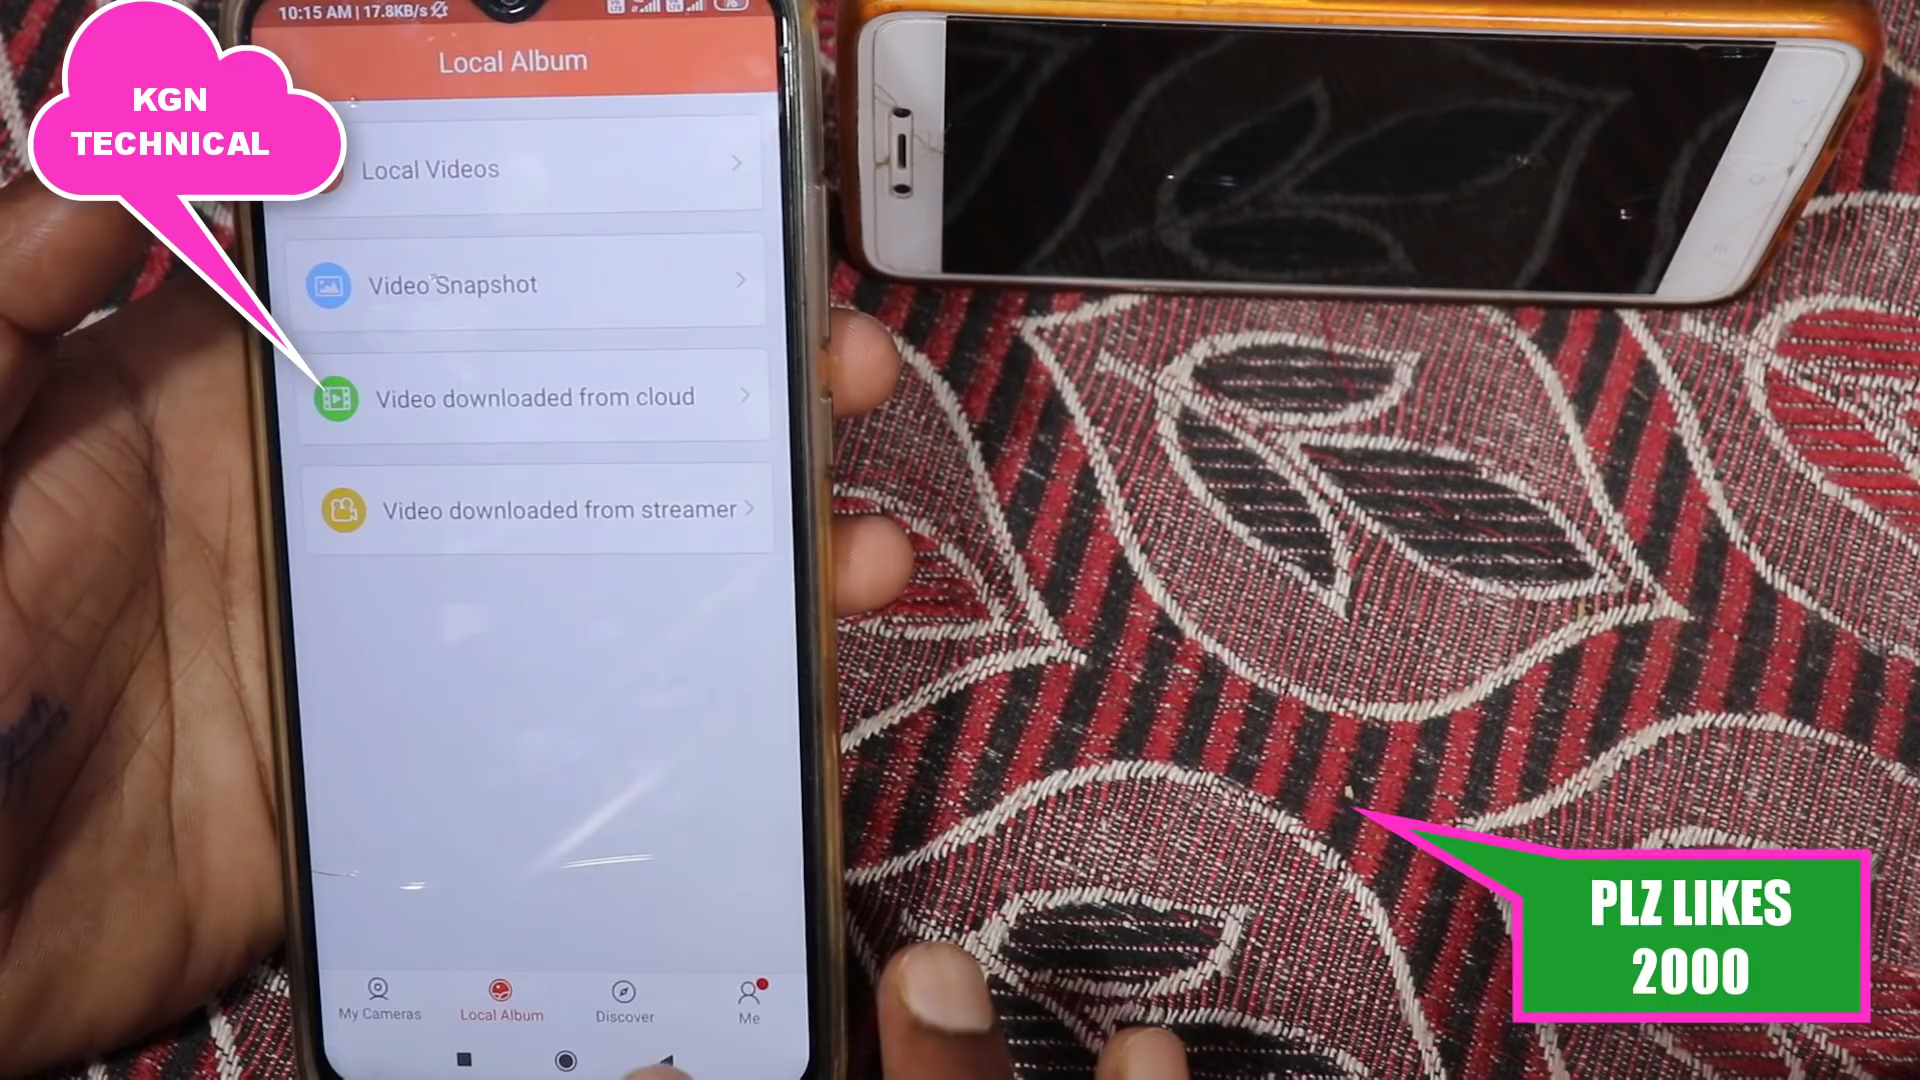 10:15 AM | 17.8KB/s
76
Local Album
KGN
TECHNICAL
Local Videos
Video Snapshot
Video downloaded from cloud
Video downloaded from streamer
PLZ LIKES
2000
My Cameras
Local Album
Discover
Me